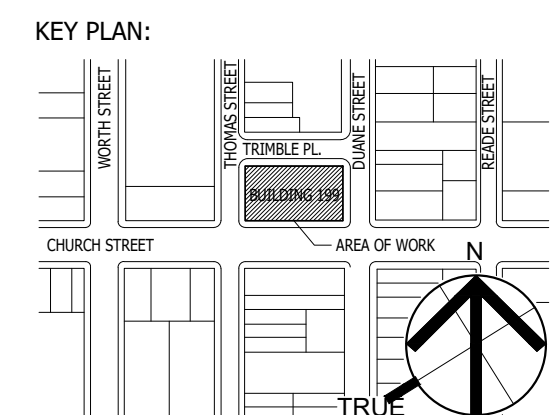 KEY PLAN:
WORTH STREET
THOMAS STREET
DUANE STREET
READE STREET
TRIMBLE PL.
BUILDING 199
CHURCH STREET
AREA OF WORK
N
TRUE